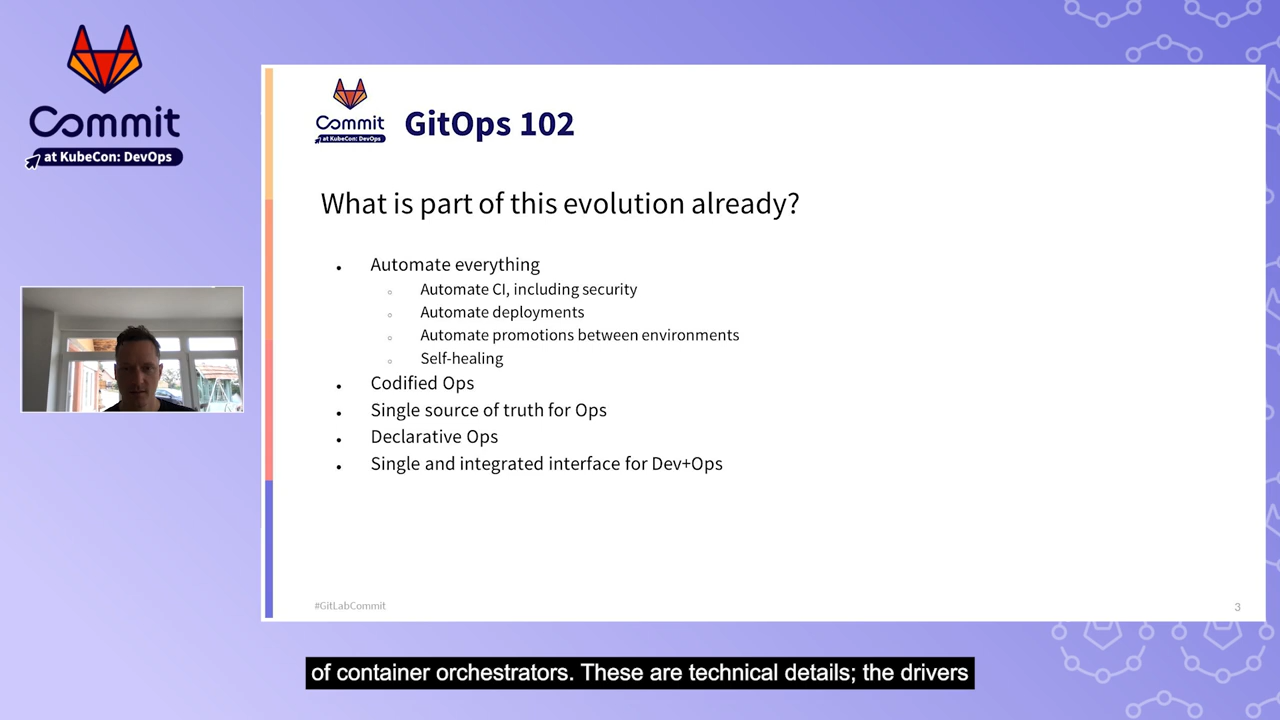 Commit
at KubeCon: DevOps
Commit
at KubeCon: DevOps
GitOps 102
What is part of this evolution already?
• Automate everything
○ Automate CI, including security
○ Automate deployments
○ Automate promotions between environments
○ Self-healing
• Codified Ops
• Single source of truth for Ops
• Declarative Ops
• Single and integrated interface for Dev+Ops
#GitLabCommit
3
of container orchestrators. These are technical details; the drivers